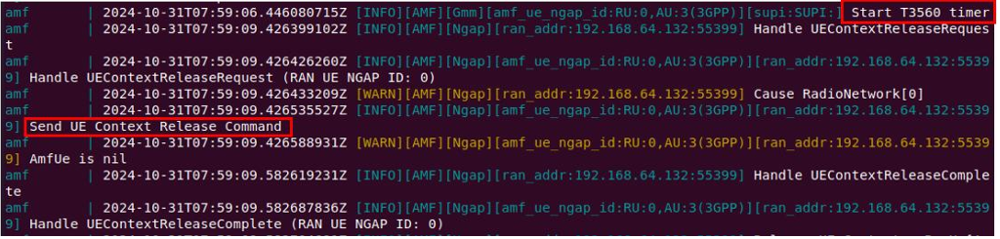 amf | 2024-10-31T07:59:06.446080715Z [INFO][AMF][Gmm][amf_ue_ngap_id:RU:0,AU:3(3GPP)][supi:SUPI:] Start T3560 timer
amf | 2024-10-31T07:59:09.426399102Z [INFO][AMF][Ngap][ran_addr:192.168.64.132:55399] Handle UEContextReleaseReques
t
amf | 2024-10-31T07:59:09.426426260Z [INFO][AMF][Ngap][amf_ue_ngap_id:RU:0,AU:3(3GPP)][ran_addr:192.168.64.132:5539
9] Handle UEContextReleaseRequest (RAN UE NGAP ID: 0)
amf | 2024-10-31T07:59:09.426433209Z [WARN][AMF][Ngap][ran_addr:192.168.64.132:55399] Cause RadioNetwork[0]
amf | 2024-10-31T07:59:09.426535527Z [INFO][AMF][Ngap][amf_ue_ngap_id:RU:0,AU:3(3GPP)][ran_addr:192.168.64.132:5539
9] Send UE Context Release Command
amf | 2024-10-31T07:59:09.426588931Z [WARN][AMF][Ngap][amf_ue_ngap_id:RU:0,AU:3(3GPP)][ran_addr:192.168.64.132:5539
9] AmfUe is nil
amf | 2024-10-31T07:59:09.582619231Z [INFO][AMF][Ngap][ran_addr:192.168.64.132:55399] Handle UEContextReleaseComple
te
amf | 2024-10-31T07:59:09.582687836Z [INFO][AMF][Ngap][amf_ue_ngap_id:RU:0,AU:3(3GPP)][ran_addr:192.168.64.132:5539
9] Handle UEContextReleaseComplete (RAN UE NGAP ID: 0)